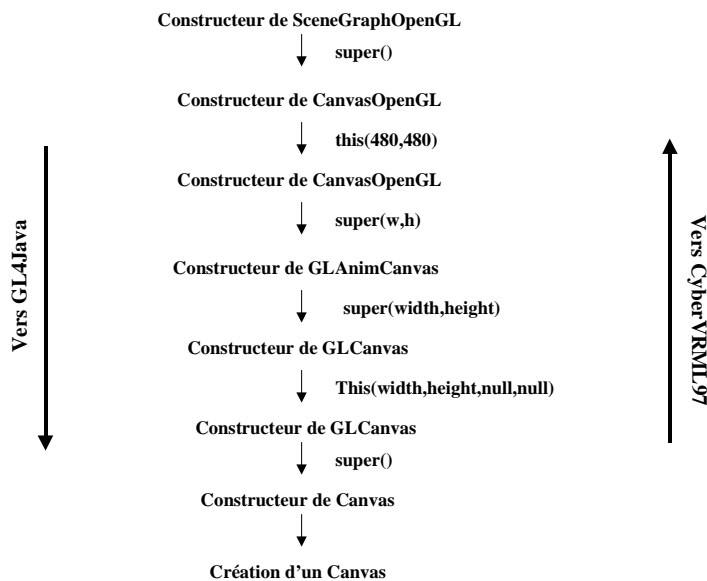 Constructeur de SceneGraphOpenGL
super()
Constructeur de CanvasOpenGL
this(480,480)
Constructeur de CanvasOpenGL
super(w,h)
Constructeur de GLAnimCanvas
super(width,height)
Constructeur de GLCanvas
This(width,height,null,null)
Constructeur de GLCanvas
super()
Constructeur de Canvas
Création d'un Canvas
Vers GL4Java
Vers CyberVRML97